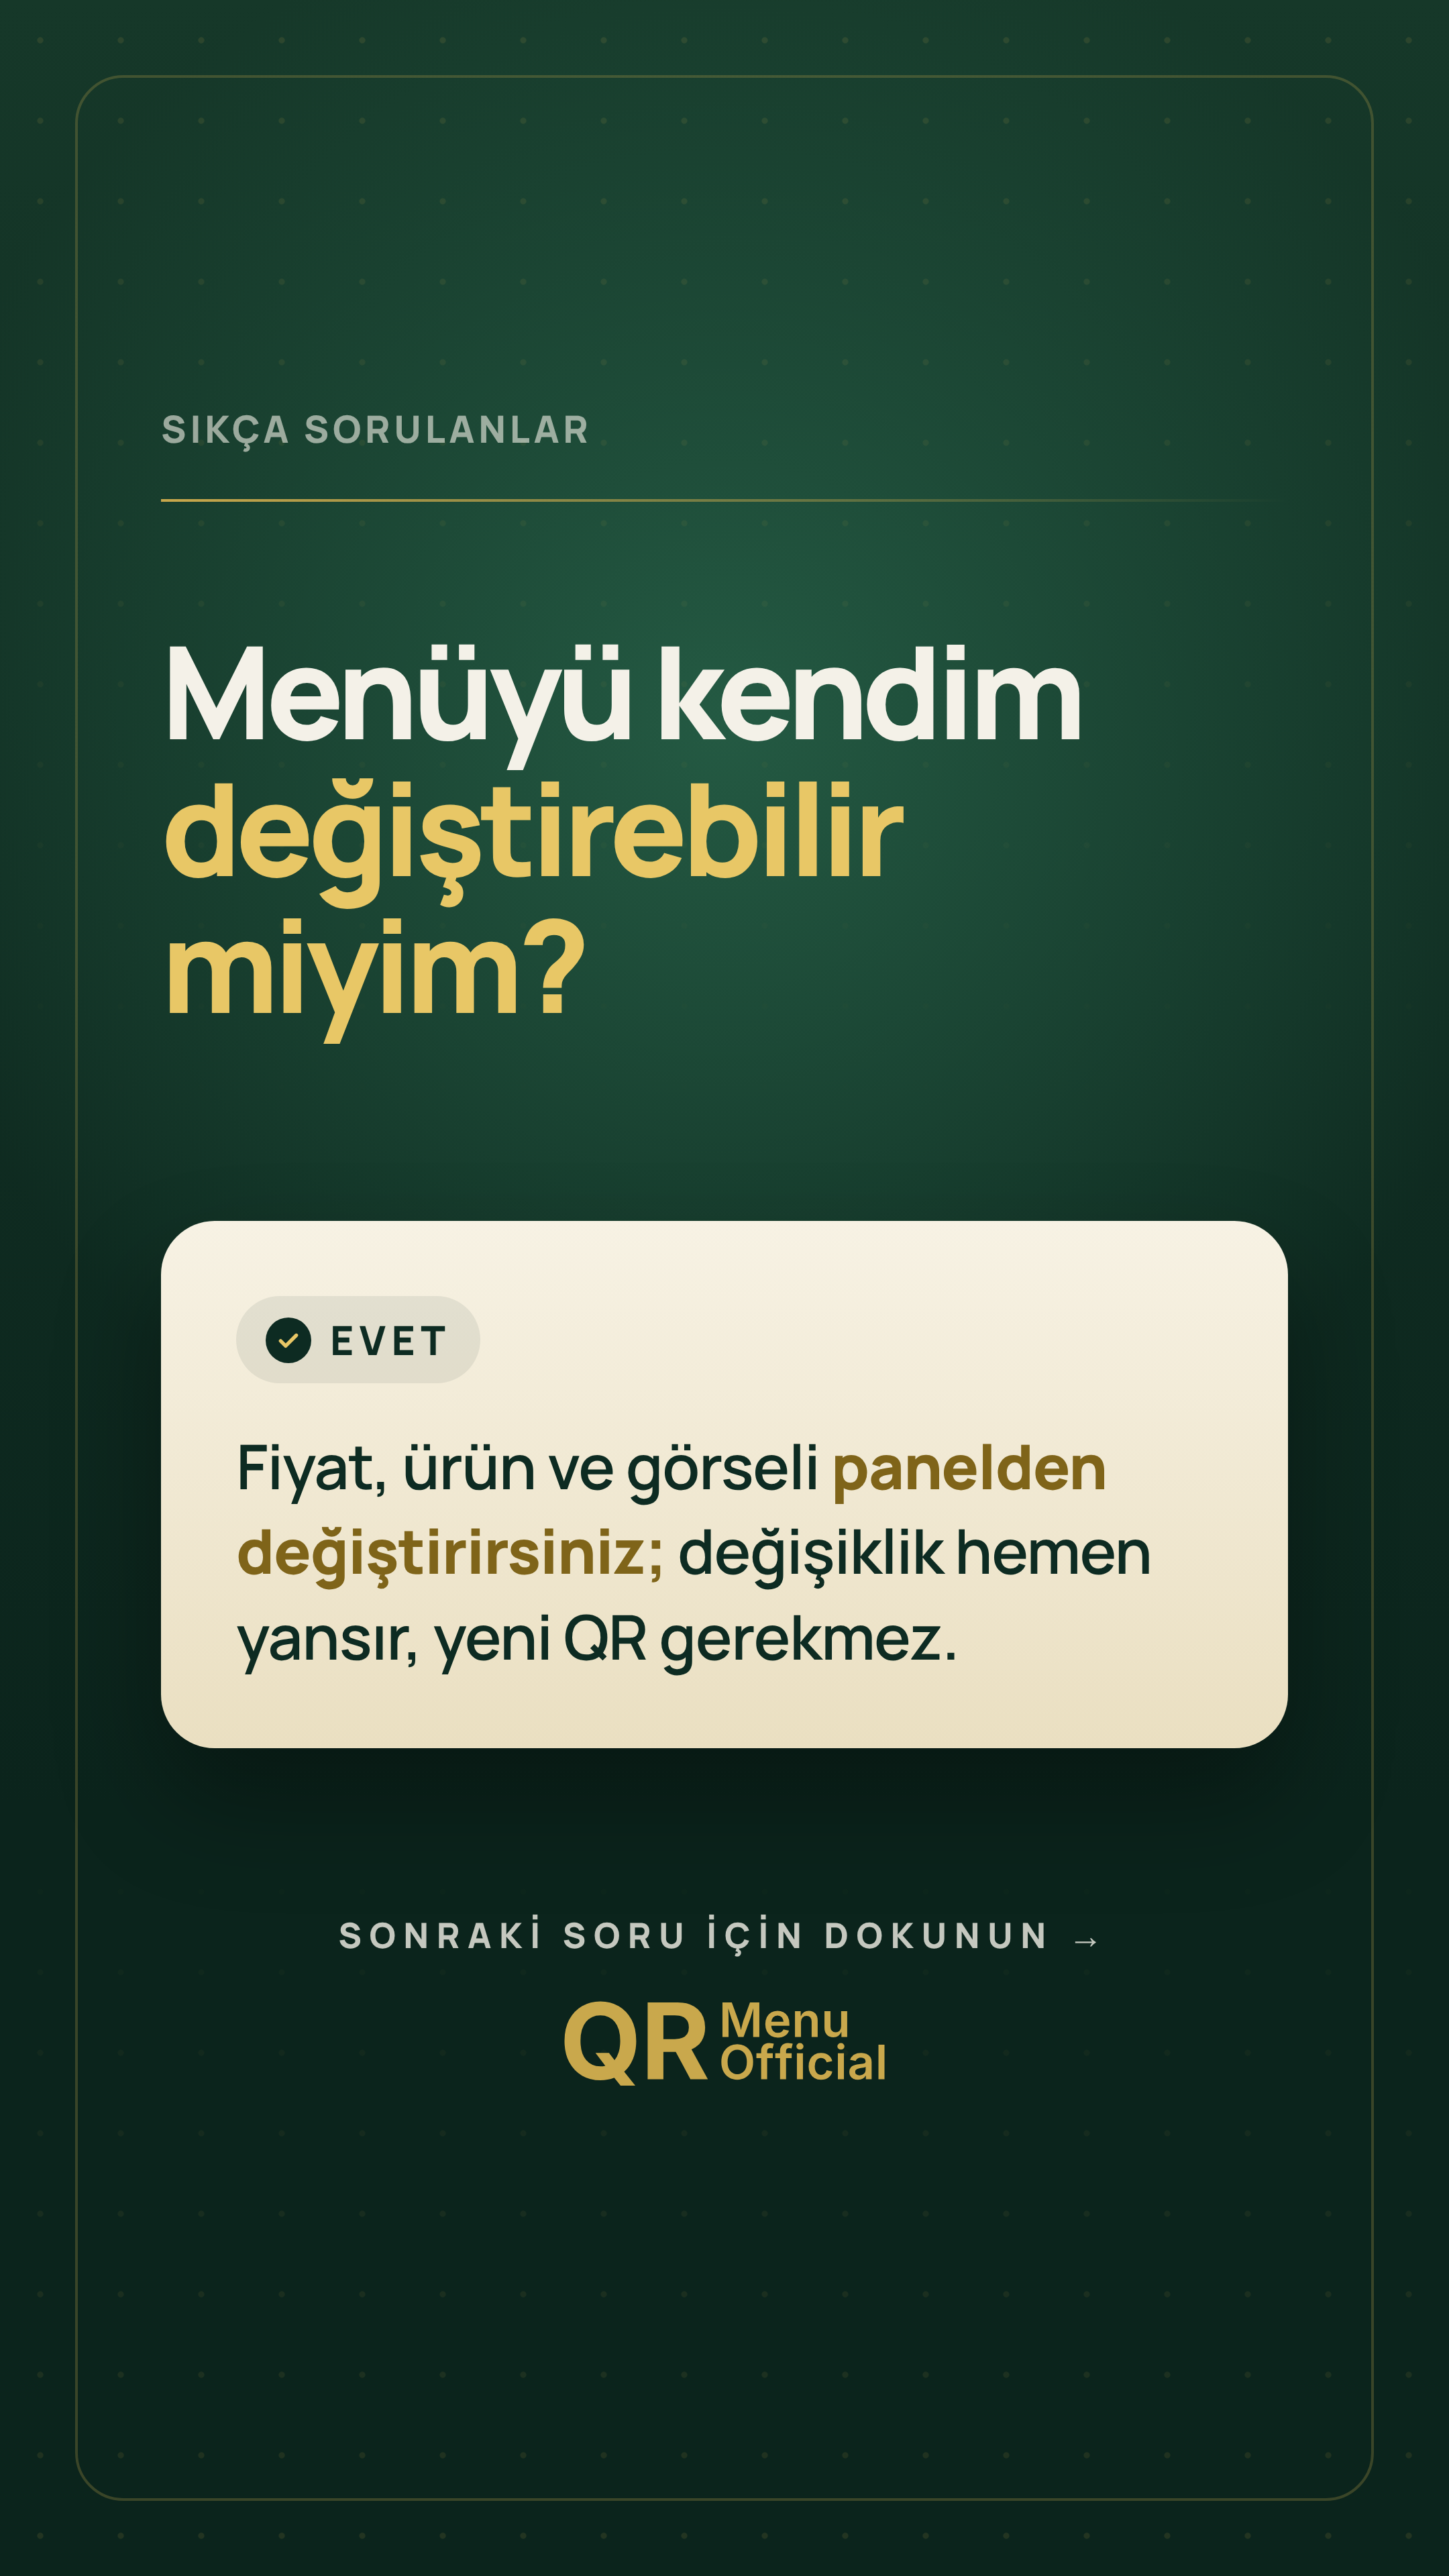 SIKÇA SORULANLAR
Menüyü kendim
değiştirebilir
miyim?
EVET
Fiyat, ürün ve görseli panelden
değiştirirsiniz; değişiklik hemen
yansır, yeni QR gerekmez.
SONRAKİ SORU İÇİN DOKUNUN →
QR Menu
Official